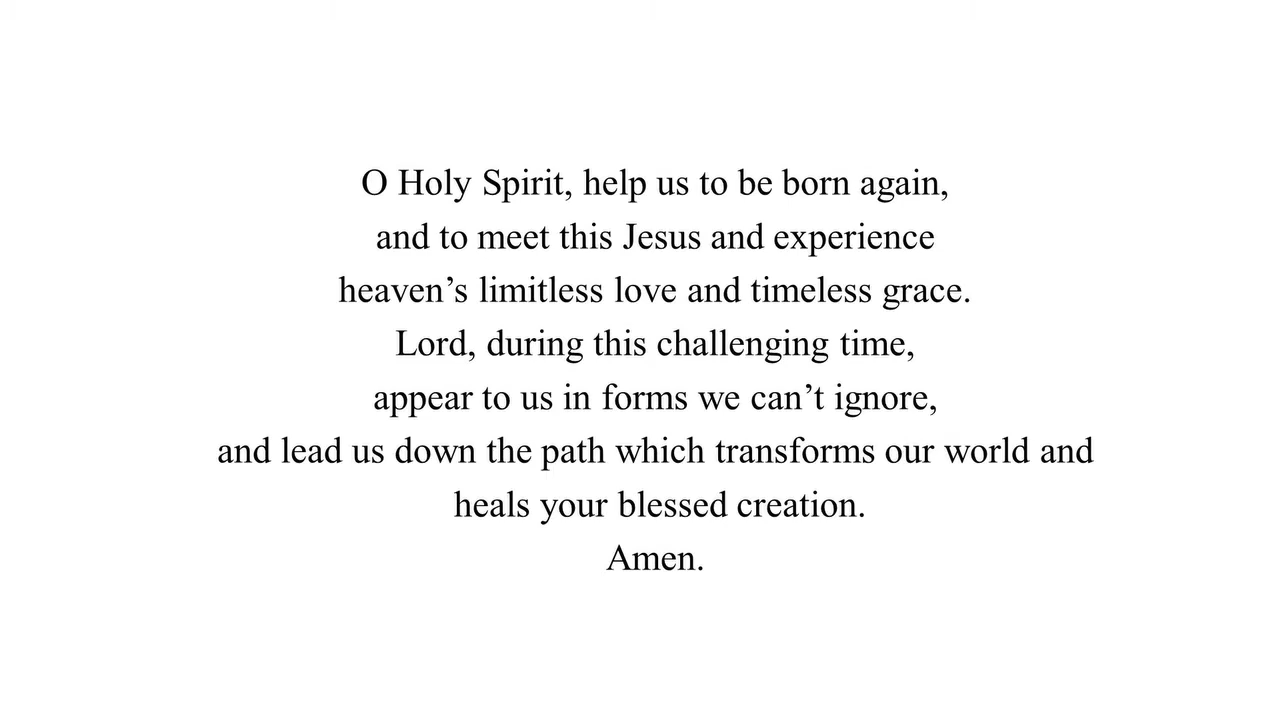 O Holy Spirit, help us to be born again,
and to meet this Jesus and experience
heaven’s limitless love and timeless grace.
Lord, during this challenging time,
appear to us in forms we can’t ignore,
and lead us down the path which transforms our world and
heals your blessed creation.
Amen.